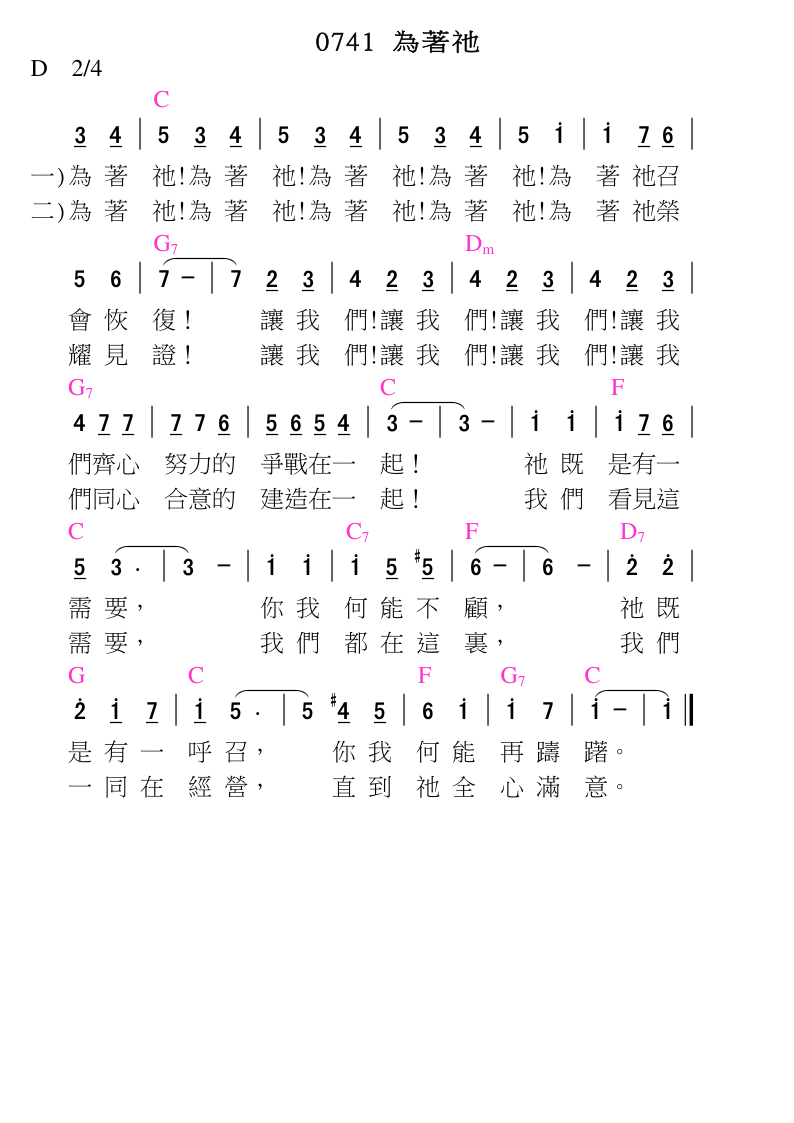 0741 為著祂
D 2/4
C
3 4 | 5 3 4 | 5 3 4 | 5 3 4 | 5 i | i 7 6 |
一)為 著 祂!為 著 祂!為 著 祂!為 著 祂!為 著 祂召
二)為 著 祂!為 著 祂!為 著 祂!為 著 祂!為 著 祂榮
G7 Dm
5 6 | 7 － | 7 2 3 | 4 2 3 | 4 2 3 | 4 2 3 |
會 恢 復! 讓 我 們!讓 我 們!讓 我 們!讓 我
耀 見 證! 讓 我 們!讓 我 們!讓 我 們!讓 我
G7 C F
4 7 7 | 7 7 6 | 5 6 5 4 | 3 － | 3 － | i i | i 7 6 |
們齊心 努力的 爭戰在一 起! 祂 既 是有一
們同心 合意的 建造在一 起! 我 們 看見這
C C7 F D7
5 3 . | 3 － | i i | i 5 #5 | 6 － | 6 － | 2̇ 2̇ |
需 要， 你 我 何 能 不 顧， 祂 既
需 要， 我 們 都 在 這 裏， 我 們
G C F G7 C
2̇ i 7 | i 5 . | 5 #4 5 | 6 i | i 7 | i － | i ‖
是 有 一 呼 召， 你 我 何 能 再 躊 躇。
一 同 在 經 營， 直 到 祂 全 心 滿 意。